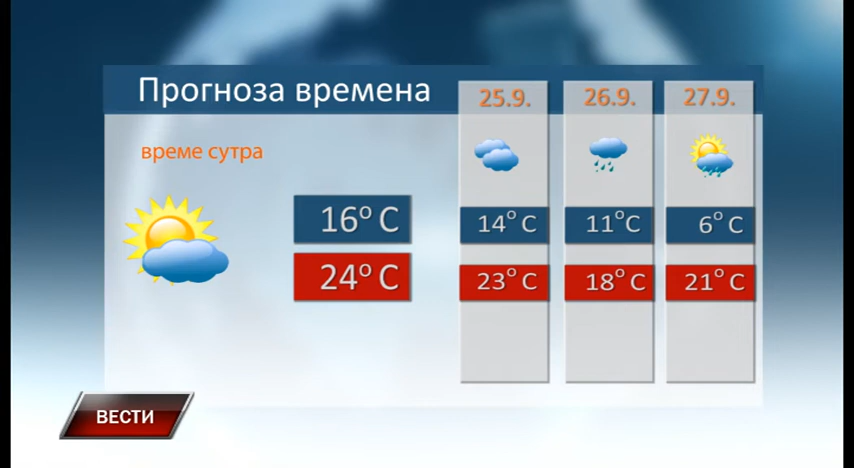 Прогноза времена
време сутра
16° C
24° C
25.9.
14° C
23° C
26.9.
11°C
18° C
27.9.
6° C
21° C
ВЕСТИ